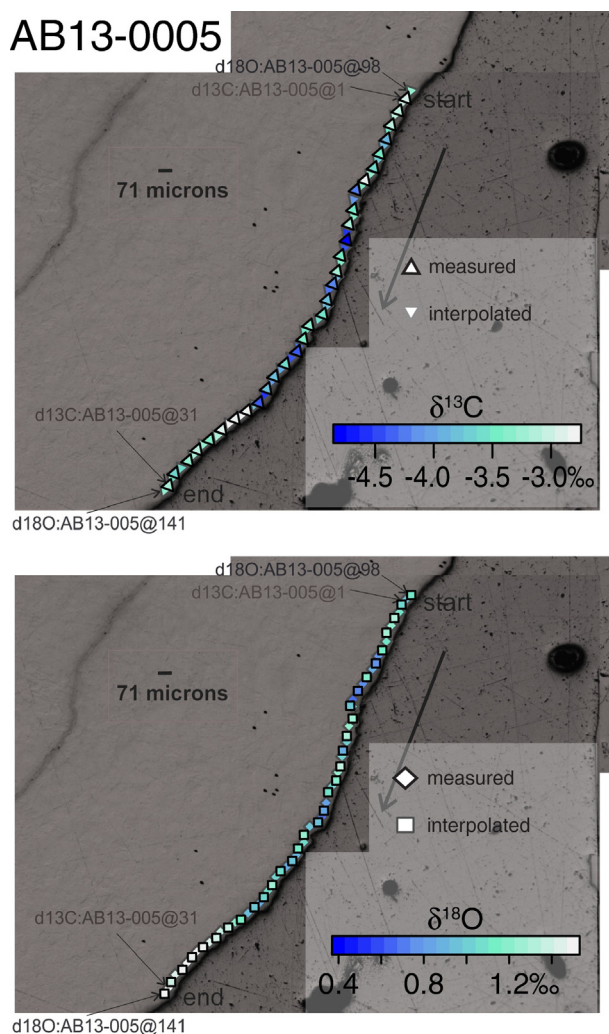 AB13-0005
d18O:AB13-005@98
d13C:AB13-005@1
start
71 microns
measured
interpolated
d13C:AB13-005@31
δ¹³C
-4.5 -4.0 -3.5 -3.0‰
end
d18O:AB13-005@141
d18O:AB13-005@98
d13C:AB13-005@1
start
71 microns
measured
interpolated
d13C:AB13-005@31
δ¹⁸O
0.4 0.8 1.2‰
end
d18O:AB13-005@141